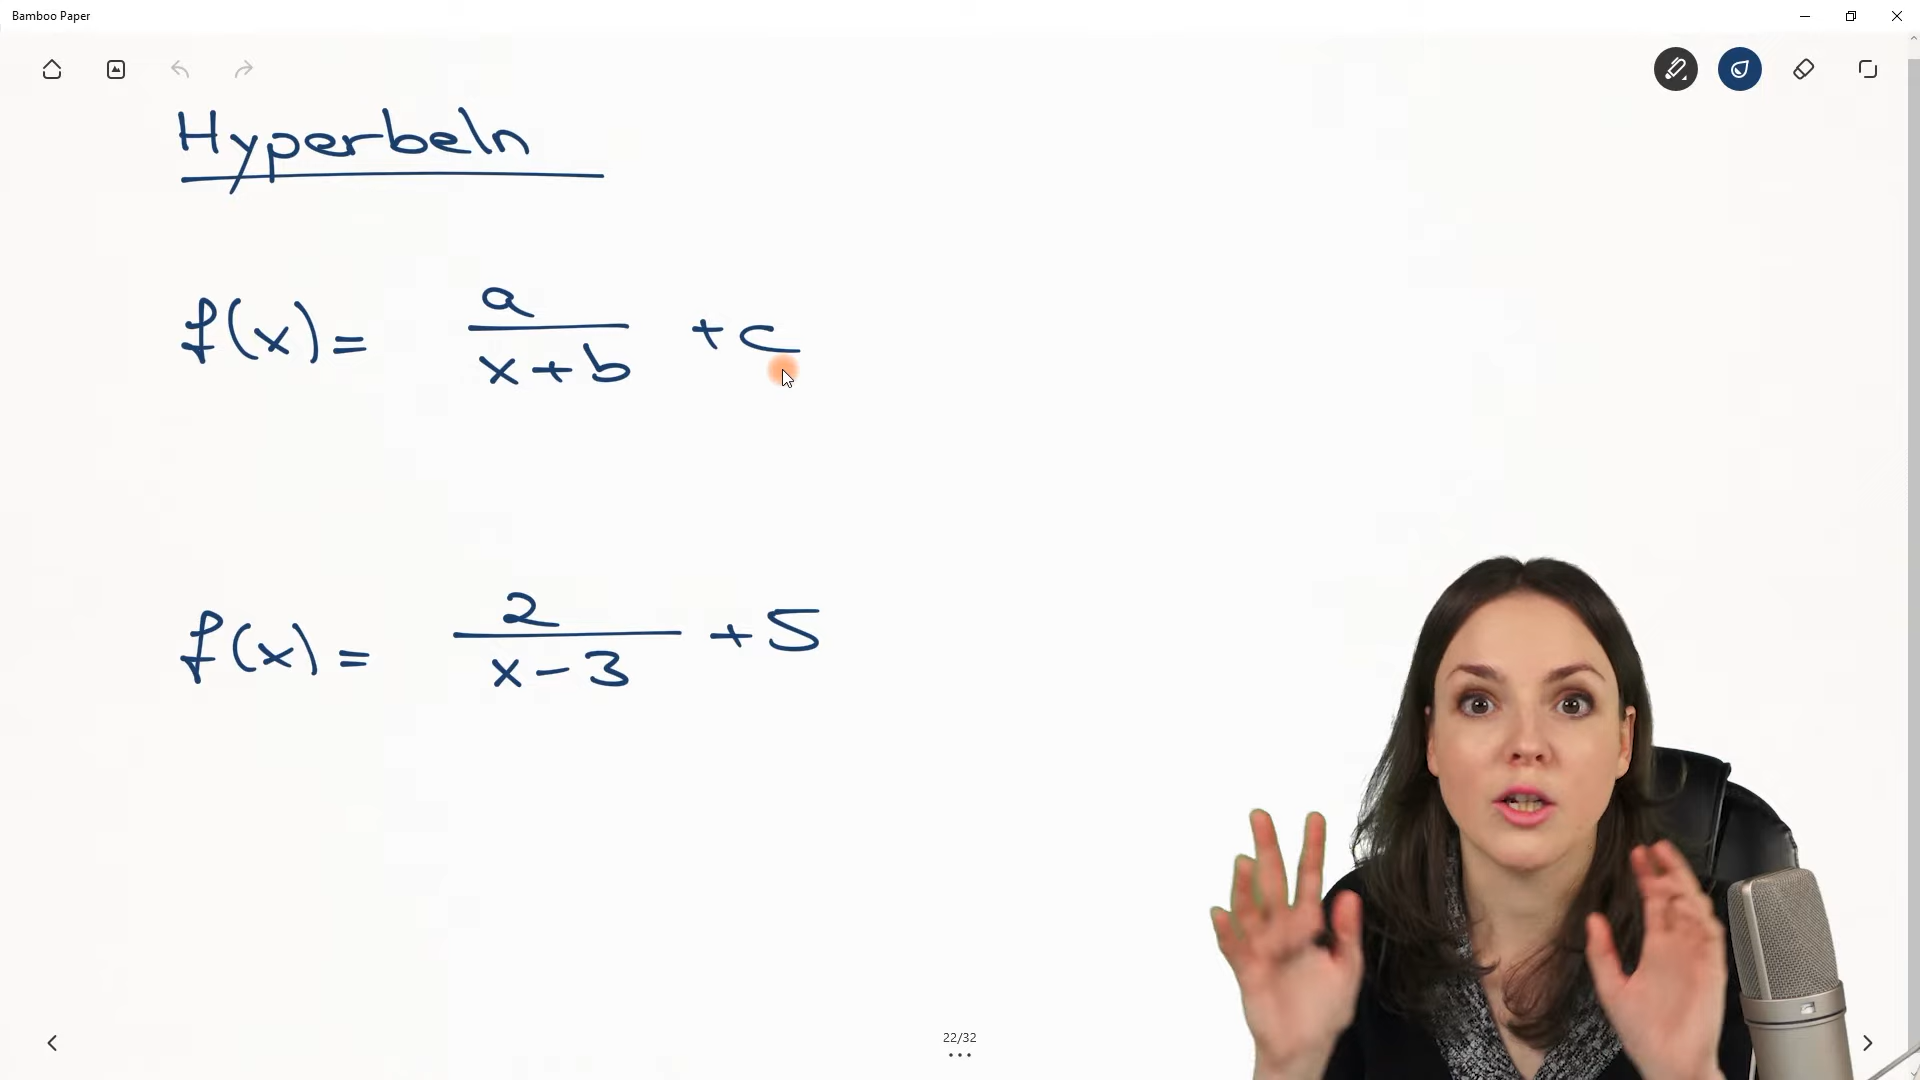 Bamboo Paper
Hyperbeln
f(x) = a / (x + b) + c
f(x) = 2 / (x - 3) + 5
22/32